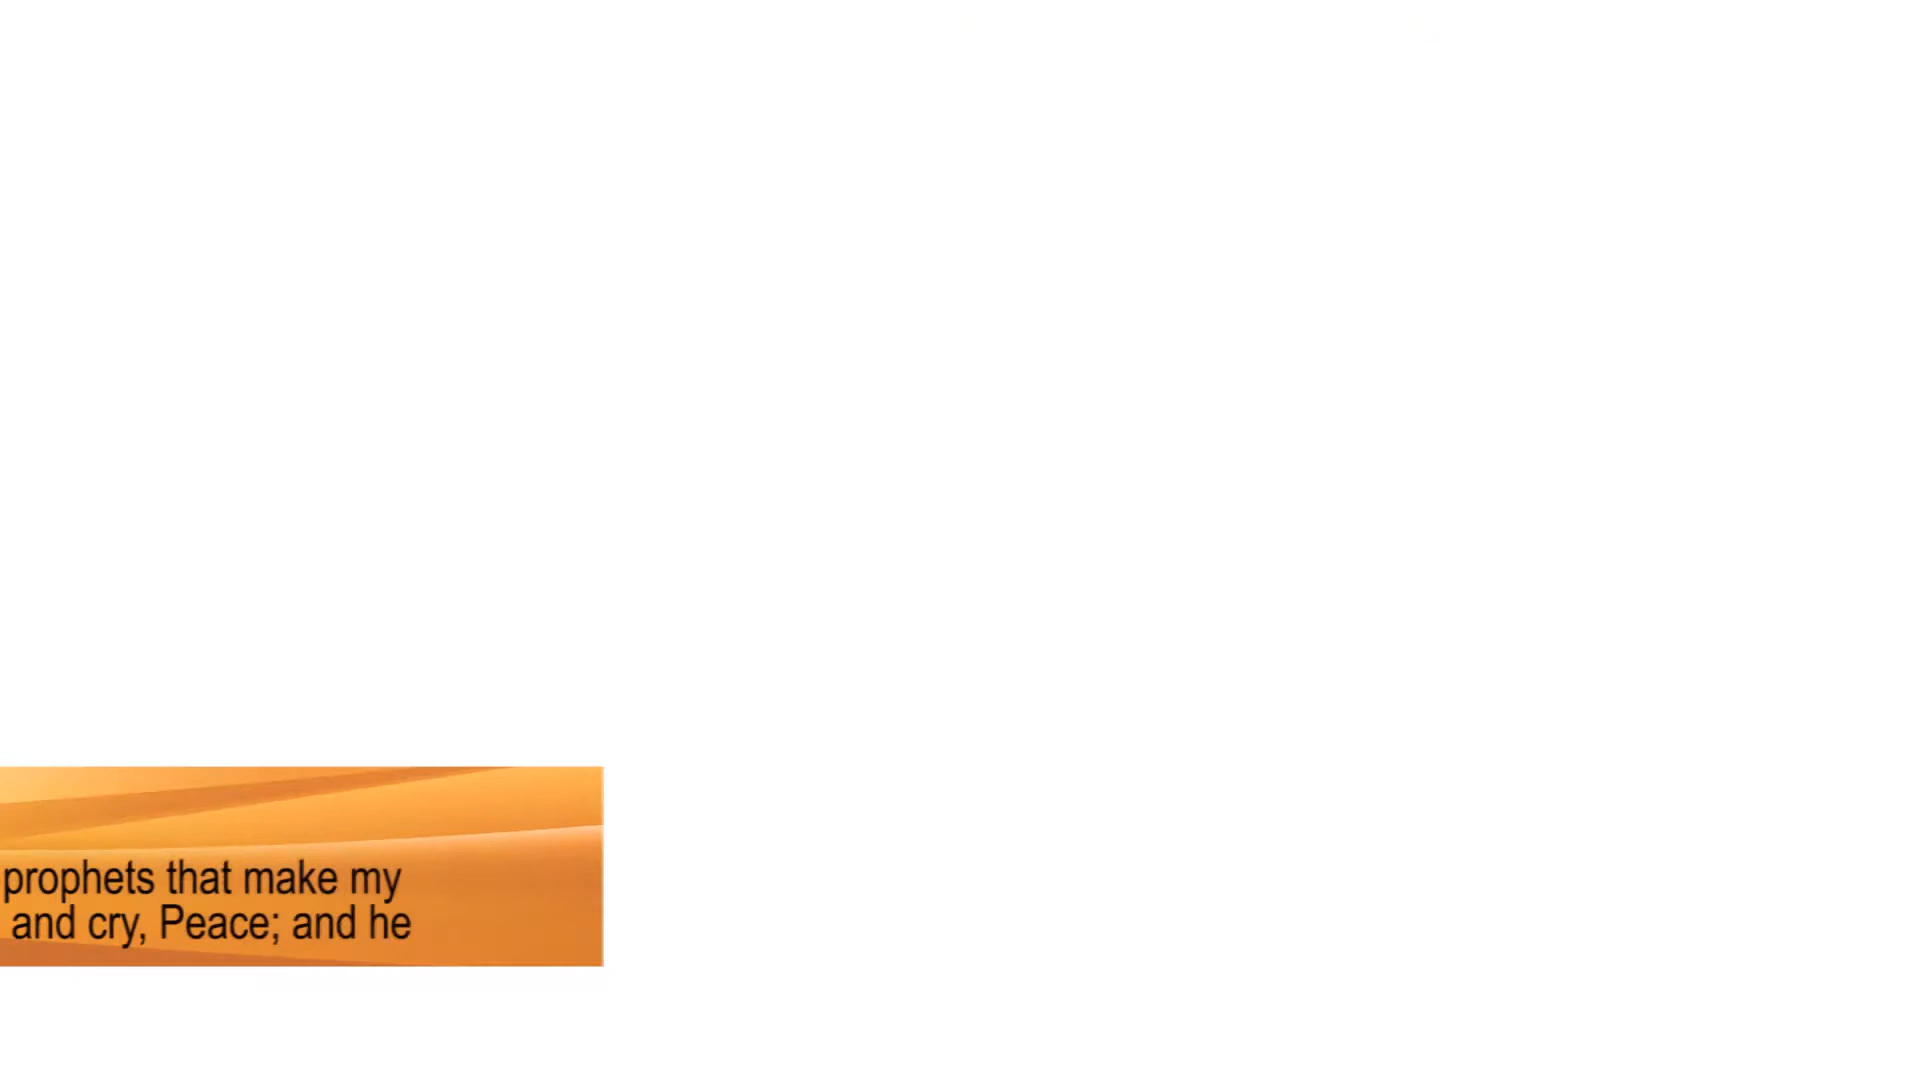 prophets that make my
and cry, Peace; and he